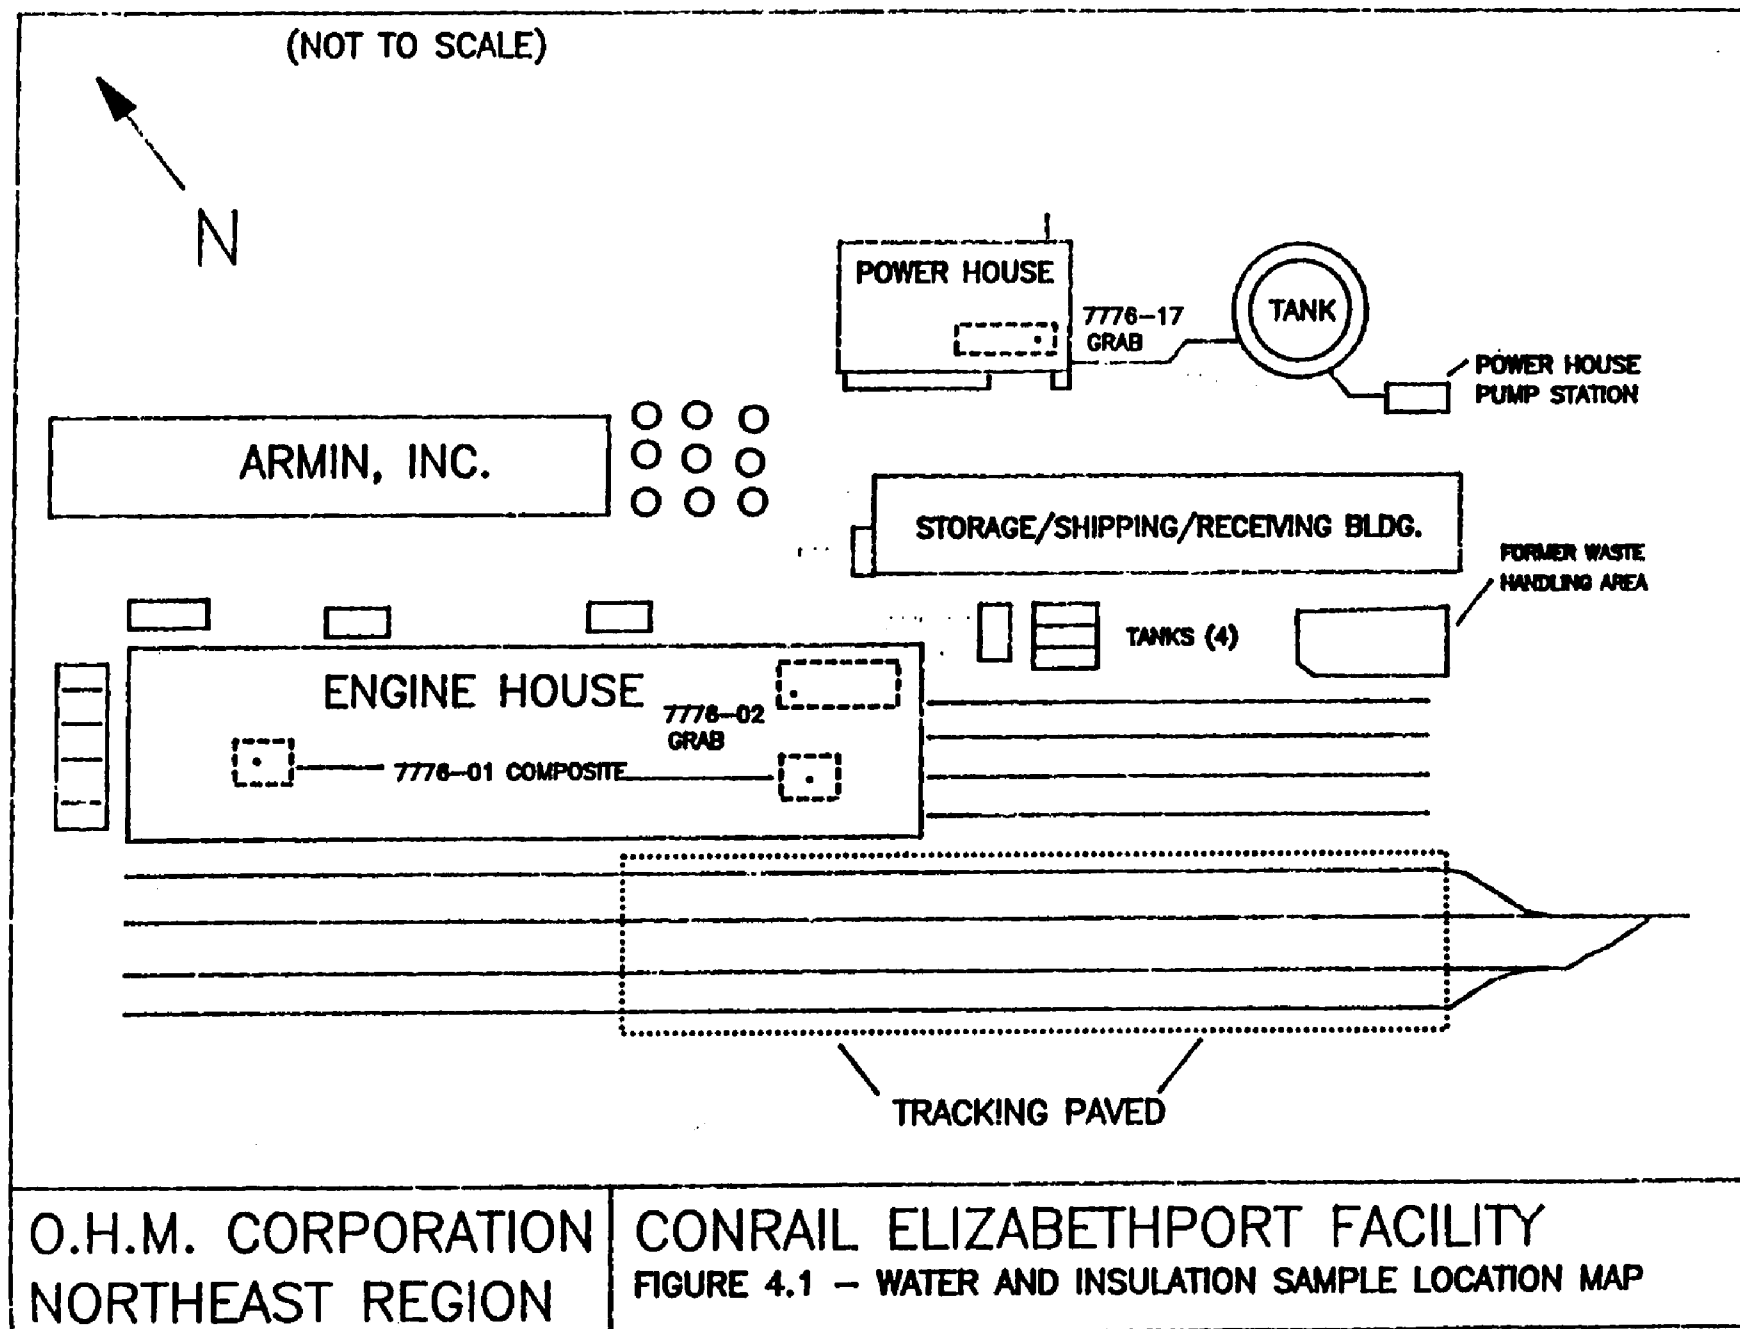 (NOT TO SCALE)
N
POWER HOUSE
7776-17
GRAB
TANK
POWER HOUSE
PUMP STATION
ARMIN, INC.
STORAGE/SHIPPING/RECEIVING BLDG.
FORMER WASTE
HANDLING AREA
TANKS (4)
ENGINE HOUSE
7776-02
GRAB
7776-01 COMPOSITE
TRACKING PAVED
O.H.M. CORPORATION
NORTHEAST REGION
CONRAIL ELIZABETHPORT FACILITY
FIGURE 4.1 - WATER AND INSULATION SAMPLE LOCATION MAP